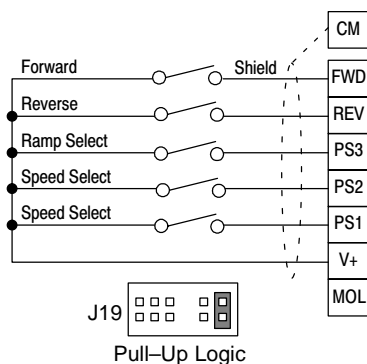 CM
Forward Shield FWD
Reverse REV
Ramp Select PS3
Speed Select PS2
Speed Select PS1
V+
MOL
J19
Pull–Up Logic